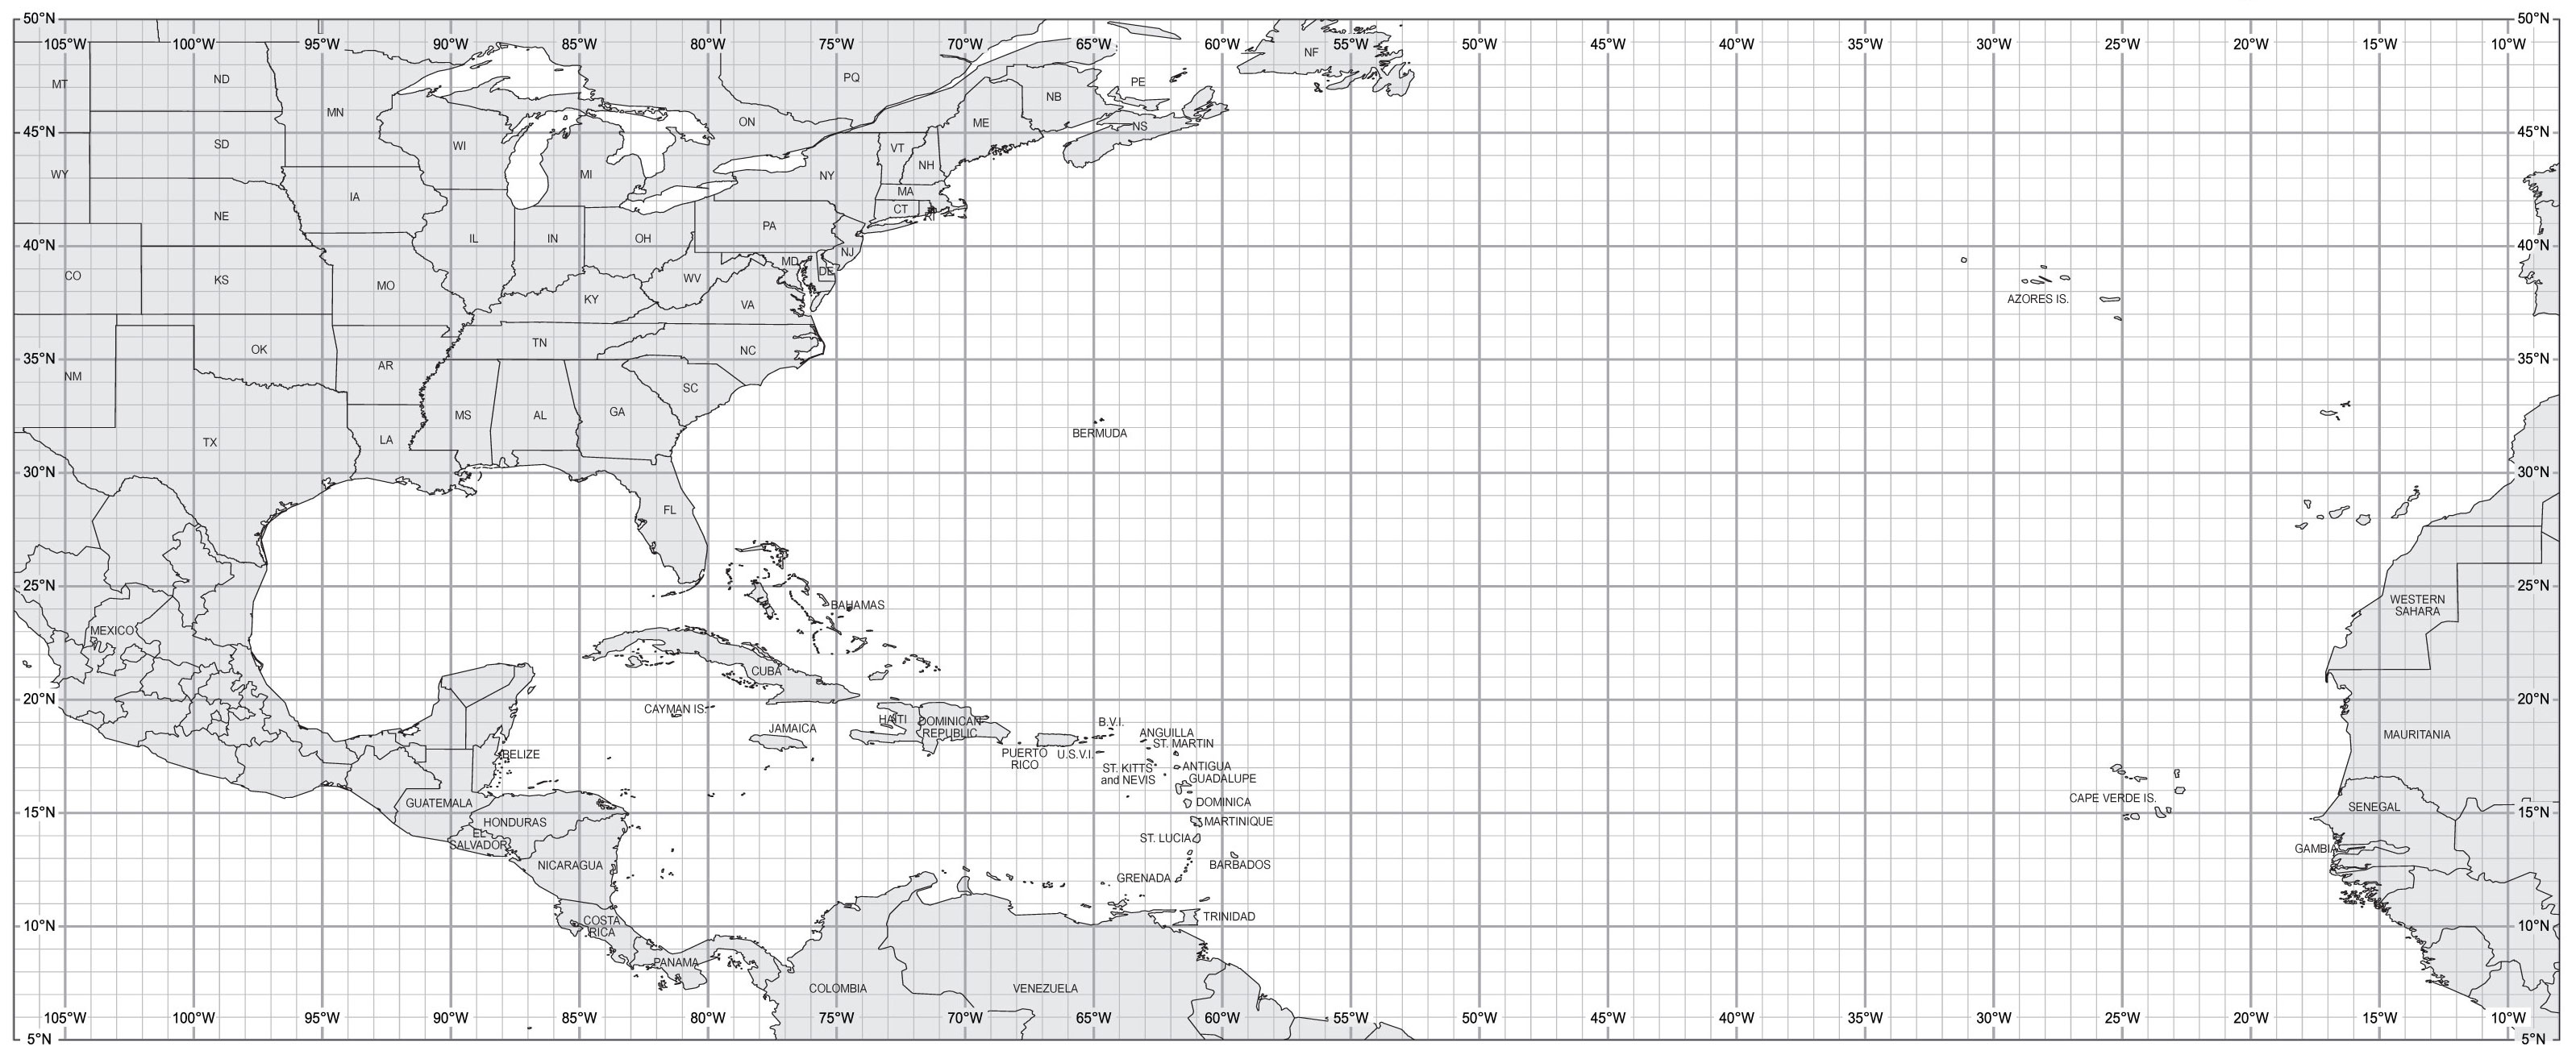 50°N 50°N
105°W 100°W 95°W 90°W 85°W 80°W 75°W 70°W 65°W 60°W 55°W 50°W 45°W 40°W 35°W 30°W 25°W 20°W 15°W 10°W
NF
MT ND PQ PE
NB
MN ON ME NS
45°N 45°N
SD WI VT
NH
WY MI NY
MA
IA CT RI
NE PA
IL IN OH
40°N 40°N
NJ
MD
CO KS WV DE
MO
KY VA
AZORES IS.
TN
OK NC
35°N 35°N
AR
NM
SC
MS AL GA
BERMUDA
TX LA
30°N 30°N
FL
25°N 25°N
WESTERN
SAHARA
BAHAMAS
MEXICO
CUBA
20°N 20°N
CAYMAN IS.
HAITI
DOMINICAN
REPUBLIC
B.V.I.
JAMAICA
ANGUILLA
MAURITANIA
ST. MARTIN
PUERTO
RICO
U.S.V.I.
BELIZE
ST. KITTS
and NEVIS
ANTIGUA
GUADALUPE
CAPE VERDE IS.
GUATEMALA
DOMINICA
SENEGAL
15°N 15°N
HONDURAS
MARTINIQUE
EL
SALVADOR
ST. LUCIA
GAMBIA
NICARAGUA
BARBADOS
GRENADA
TRINIDAD
COSTA
RICA
10°N 10°N
PANAMA
COLOMBIA
VENEZUELA
105°W 100°W 95°W 90°W 85°W 80°W 75°W 70°W 65°W 60°W 55°W 50°W 45°W 40°W 35°W 30°W 25°W 20°W 15°W 10°W
5°N 5°N